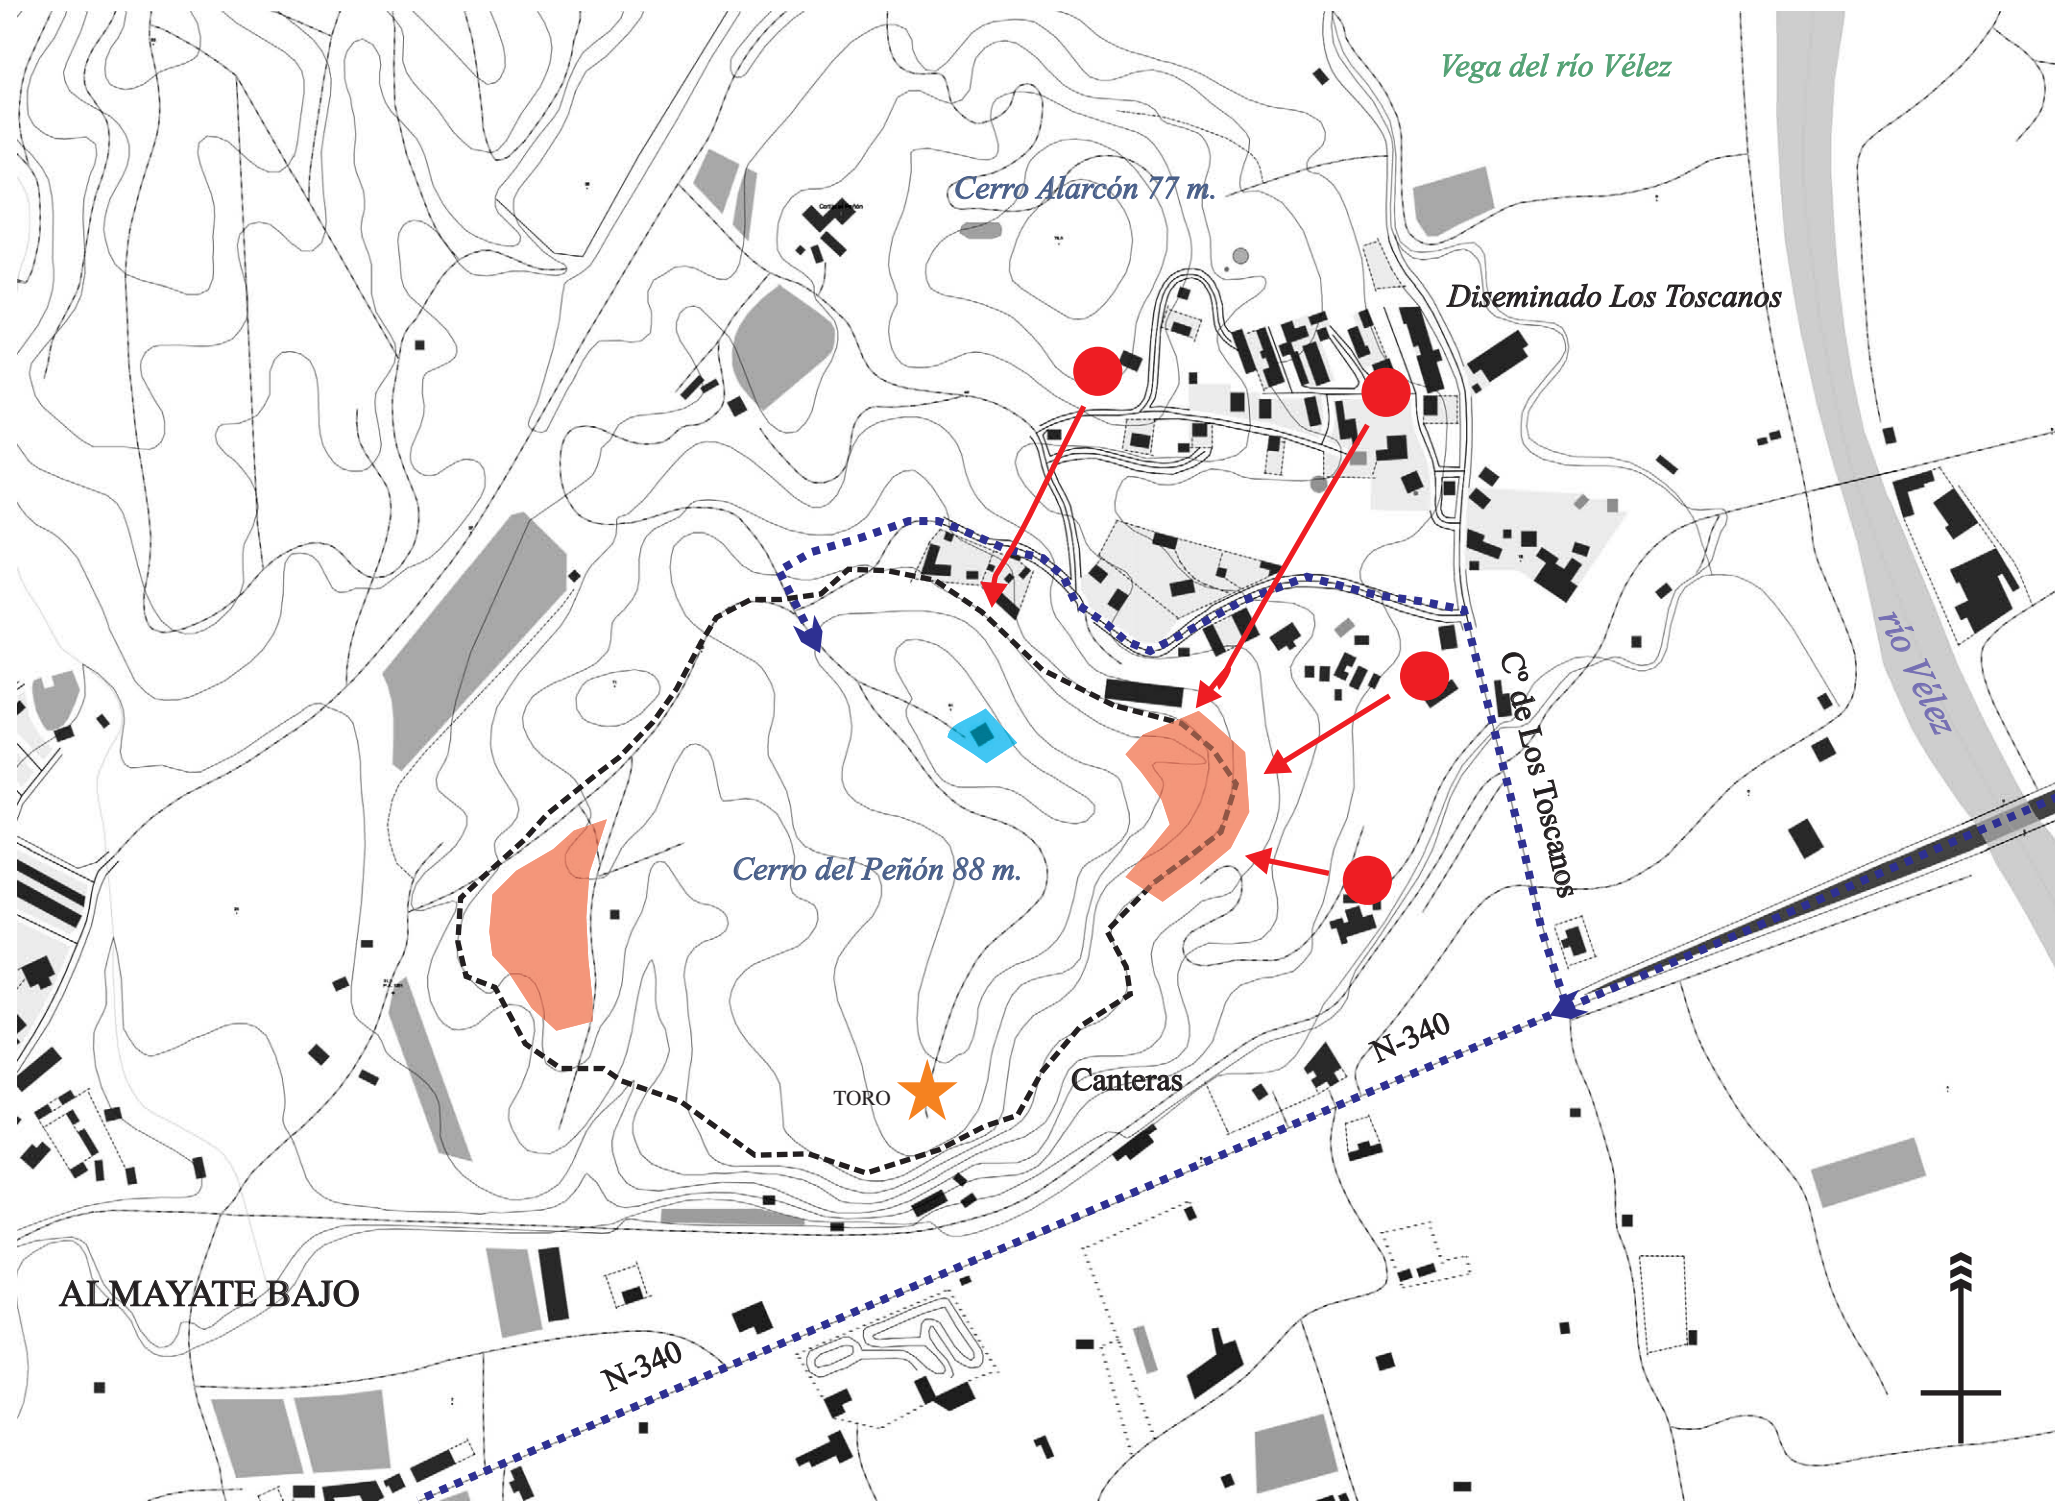 Vega del río Vélez
Cerro Alarcón 77 m.
Diseminado Los Toscanos
río Vélez
Cº de Los Toscanos
Cerro del Peñón 88 m.
N-340
Canteras
TORO
ALMAYATE BAJO
N-340